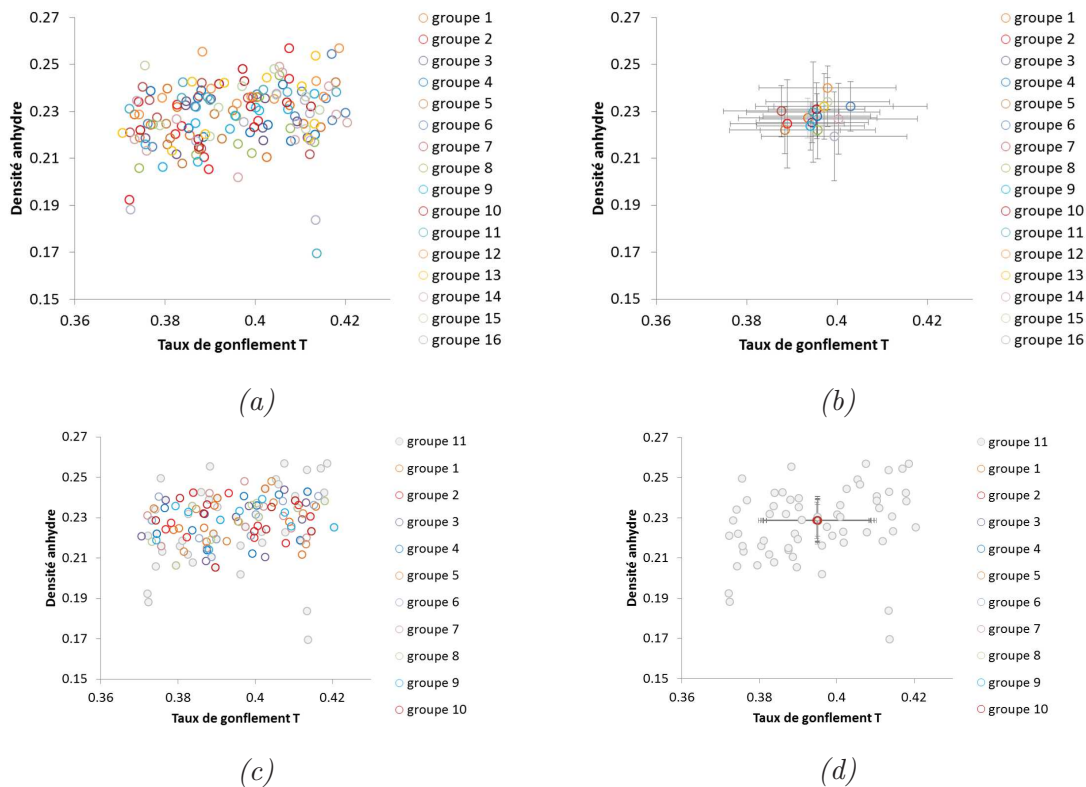 0.27
0.25
0.23
0.21
0.19
0.17
0.15
Densité anhydre
0.36
0.38
0.4
0.42
Taux de gonflement T
groupe 1
groupe 2
groupe 3
groupe 4
groupe 5
groupe 6
groupe 7
groupe 8
groupe 9
groupe 10
groupe 11
groupe 12
groupe 13
groupe 14
groupe 15
groupe 16
(a)
0.27
0.25
0.23
0.21
0.19
0.17
0.15
Densité anhydre
0.36
0.38
0.4
0.42
Taux de gonflement T
groupe 1
groupe 2
groupe 3
groupe 4
groupe 5
groupe 6
groupe 7
groupe 8
groupe 9
groupe 10
groupe 11
groupe 12
groupe 13
groupe 14
groupe 15
groupe 16
(b)
0.27
0.25
0.23
0.21
0.19
0.17
0.15
Densité anhydre
0.36
0.38
0.4
0.42
Taux de gonflement T
groupe 11
groupe 1
groupe 2
groupe 3
groupe 4
groupe 5
groupe 6
groupe 7
groupe 8
groupe 9
groupe 10
(c)
0.27
0.25
0.23
0.21
0.19
0.17
0.15
Densité anhydre
0.36
0.38
0.4
0.42
Taux de gonflement T
groupe 11
groupe 1
groupe 2
groupe 3
groupe 4
groupe 5
groupe 6
groupe 7
groupe 8
groupe 9
groupe 10
(d)